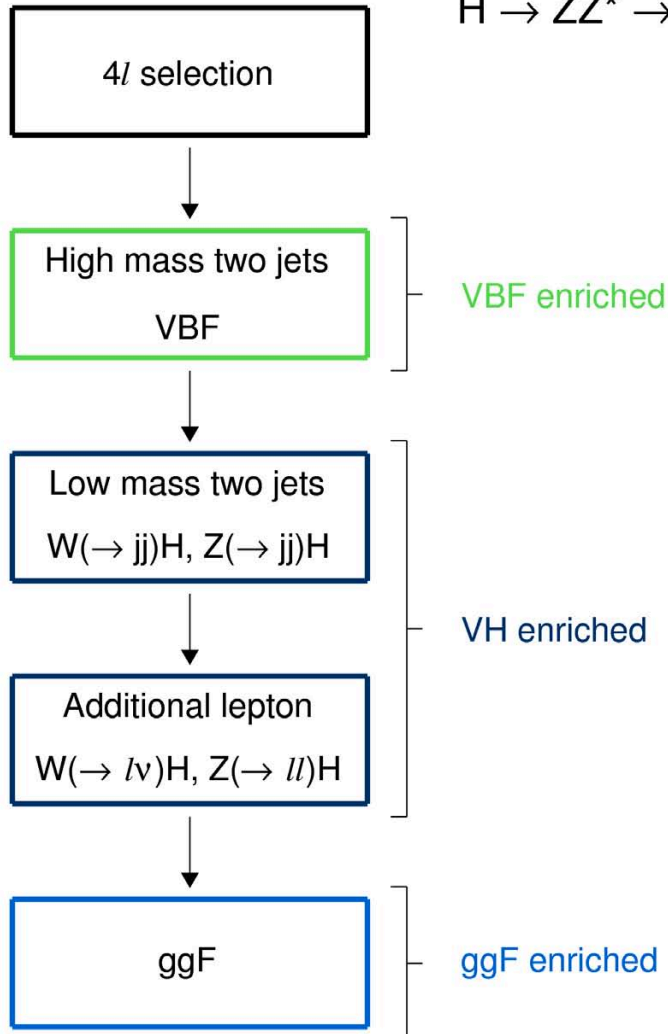 H → ZZ* →
4l selection
High mass two jets
VBF
VBF enriched
Low mass two jets
W(→ jj)H, Z(→ jj)H
VH enriched
Additional lepton
W(→ lν)H, Z(→ ll)H
ggF
ggF enriched